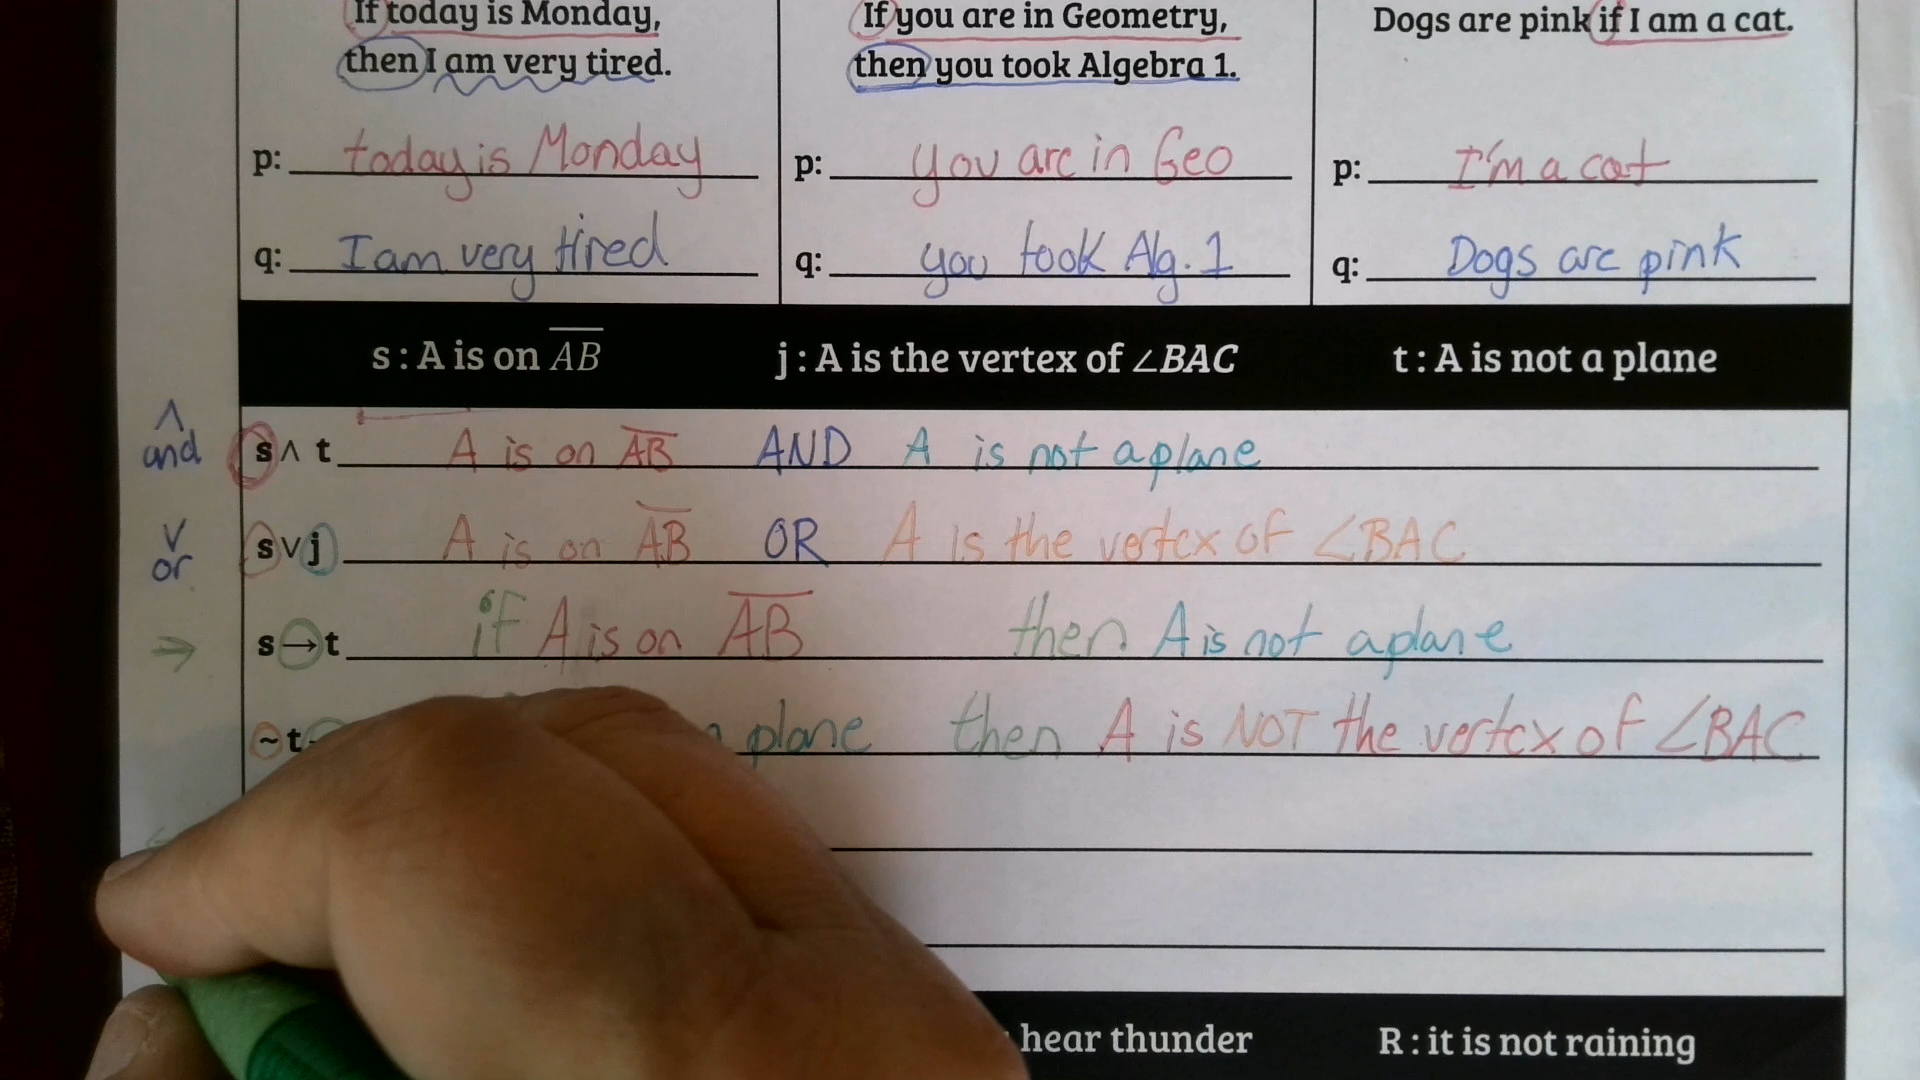 If today is Monday,
then I am very tired.
p: today is Monday
q: I am very tired
If you are in Geometry,
then you took Algebra 1.
p: you are in Geo
q: you took Alg. 1
Dogs are pink if I am a cat.
p: I'm a cat
q: Dogs are pink
s : A is on AB j : A is the vertex of ∠BAC t : A is not a plane
∧
and
s ∧ t A is on AB AND A is not a plane
∨
or
s ∨ j A is on AB OR A is the vertex of ∠BAC
→
s → t if A is on AB then A is not a plane
~t plane then A is NOT the vertex of ∠BAC
hear thunder R : it is not raining